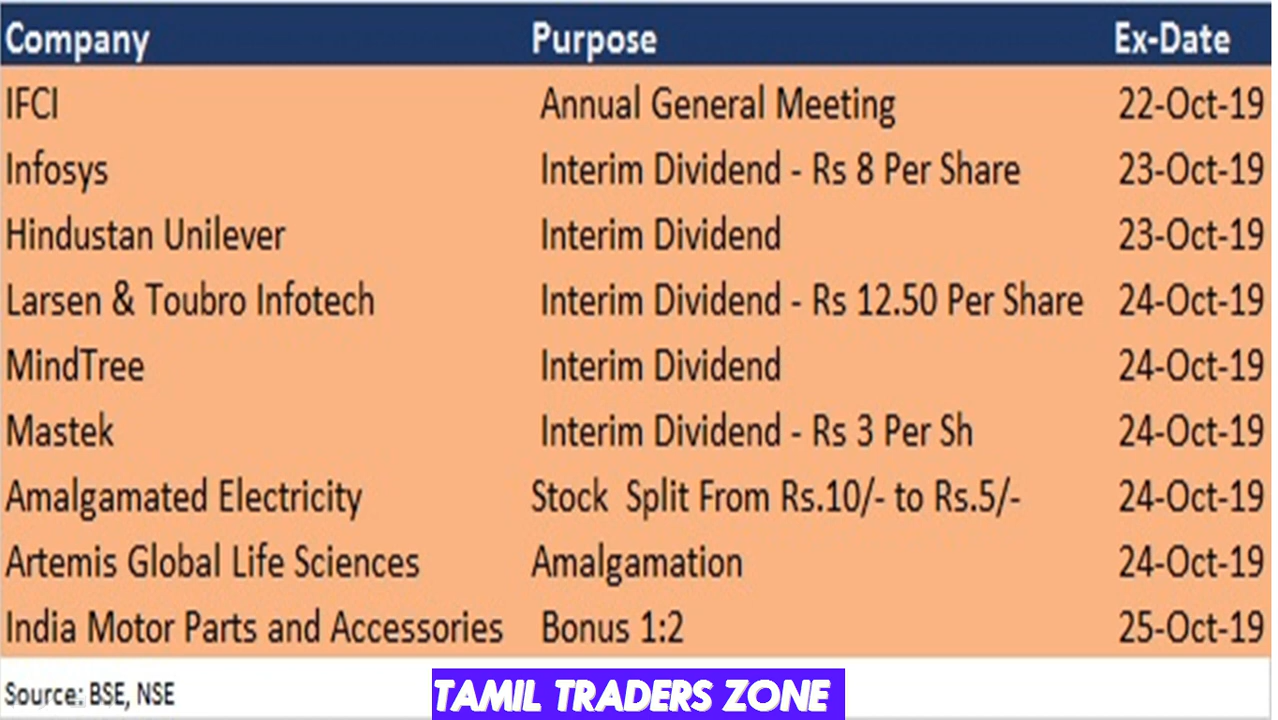 Company Purpose Ex-Date
IFCI Annual General Meeting 22-Oct-19
Infosys Interim Dividend - Rs 8 Per Share 23-Oct-19
Hindustan Unilever Interim Dividend 23-Oct-19
Larsen & Toubro Infotech Interim Dividend - Rs 12.50 Per Share 24-Oct-19
MindTree Interim Dividend 24-Oct-19
Mastek Interim Dividend - Rs 3 Per Sh 24-Oct-19
Amalgamated Electricity Stock Split From Rs.10/- to Rs.5/- 24-Oct-19
Artemis Global Life Sciences Amalgamation 24-Oct-19
India Motor Parts and Accessories Bonus 1:2 25-Oct-19
Source: BSE, NSE
TAMIL TRADERS ZONE